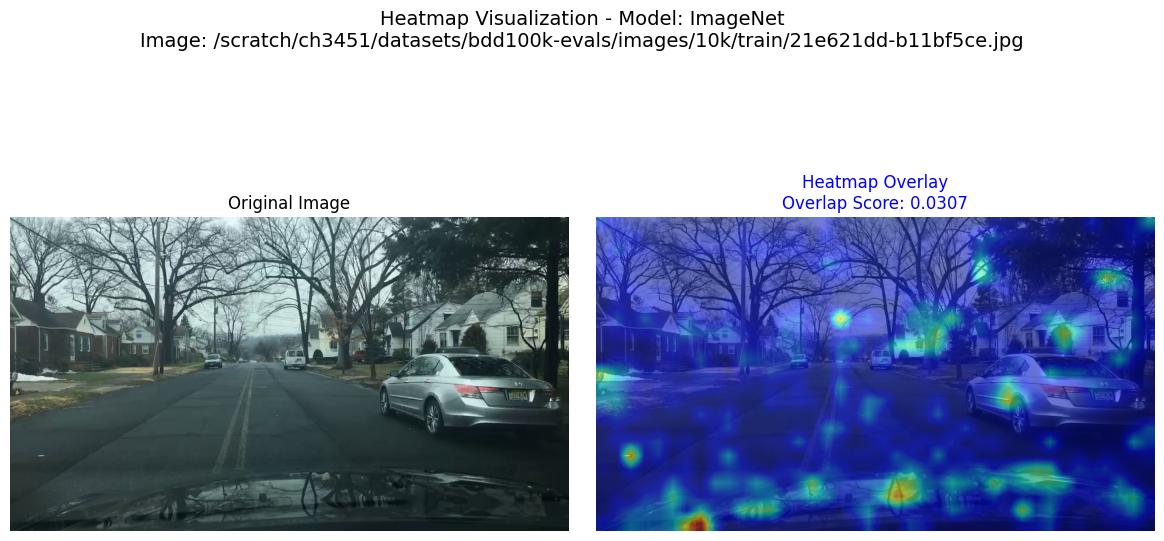 Heatmap Visualization - Model: ImageNet
Image: /scratch/ch3451/datasets/bdd100k-evals/images/10k/train/21e621dd-b11bf5ce.jpg
Original Image
Heatmap Overlay
Overlap Score: 0.0307